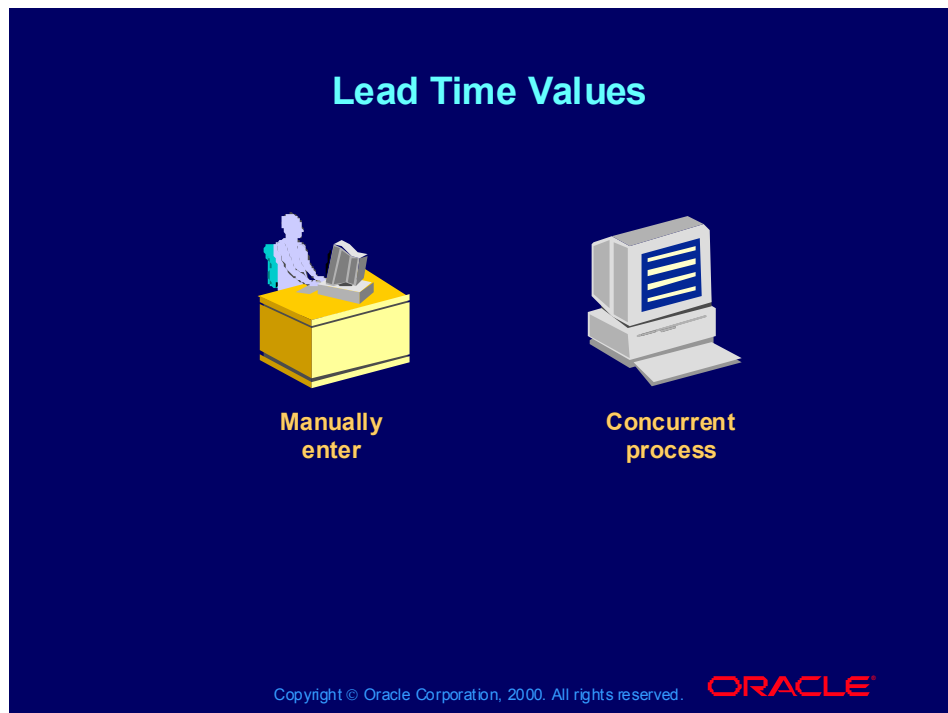 Lead Time Values
Manually
enter
Concurrent
process
Copyright © Oracle Corporation, 2000. All rights reserved.
ORACLE®